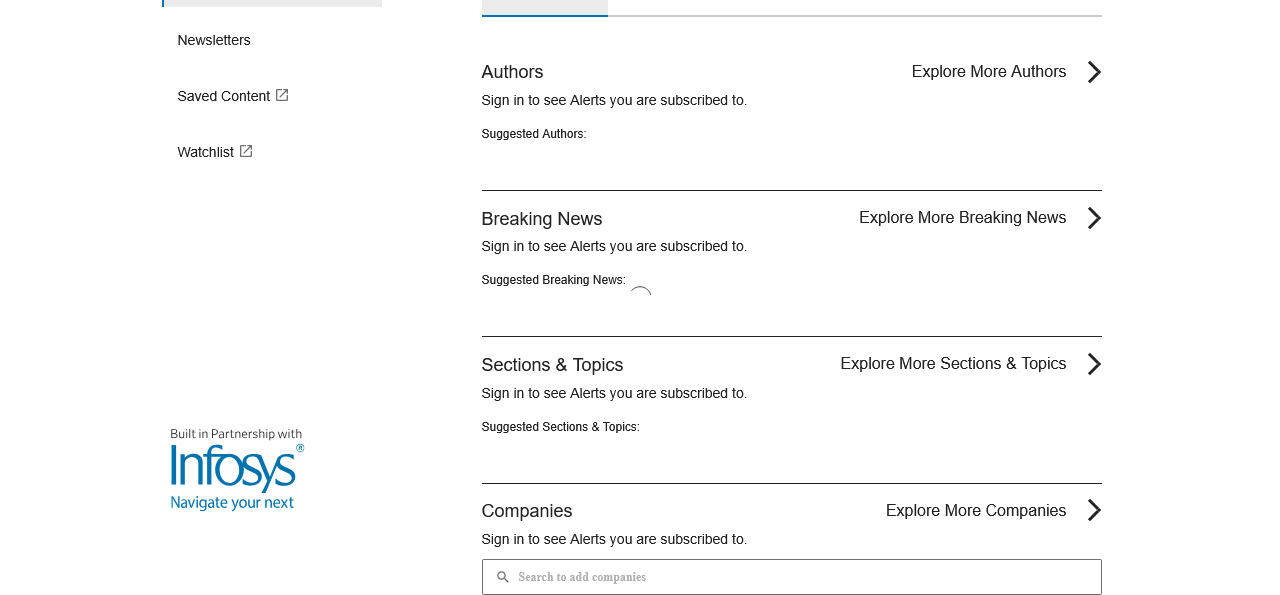 Newsletters
Saved Content
Watchlist
Built in Partnership with
Infosys®
Navigate your next
Authors
Explore More Authors
Sign in to see Alerts you are subscribed to.
Suggested Authors:
Breaking News
Explore More Breaking News
Sign in to see Alerts you are subscribed to.
Suggested Breaking News:
Sections & Topics
Explore More Sections & Topics
Sign in to see Alerts you are subscribed to.
Suggested Sections & Topics:
Companies
Explore More Companies
Sign in to see Alerts you are subscribed to.
Search to add companies